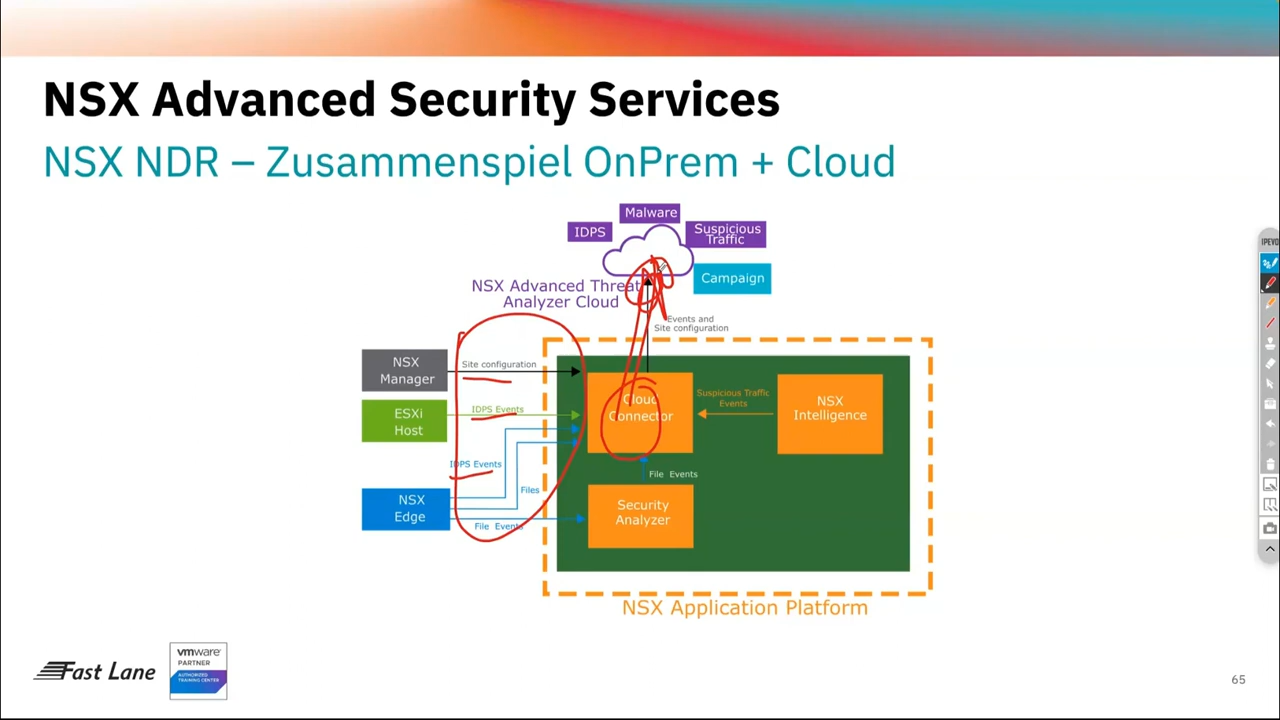 NSX Advanced Security Services
NSX NDR – Zusammenspiel OnPrem + Cloud
Malware
IDPS
Suspicious
Traffic
Campaign
NSX Advanced Threat
Analyzer Cloud
Events and
Site configuration
NSX
Manager
Site configuration
ESXi
Host
IDPS Events
IDPS Events
Files
NSX
Edge
File Events
Cloud
Connector
Suspicious Traffic
Events
NSX
Intelligence
File Events
Security
Analyzer
NSX Application Platform
Fast Lane
vmware
PARTNER
AUTHORIZED
TRAINING CENTER
65
IPEVO